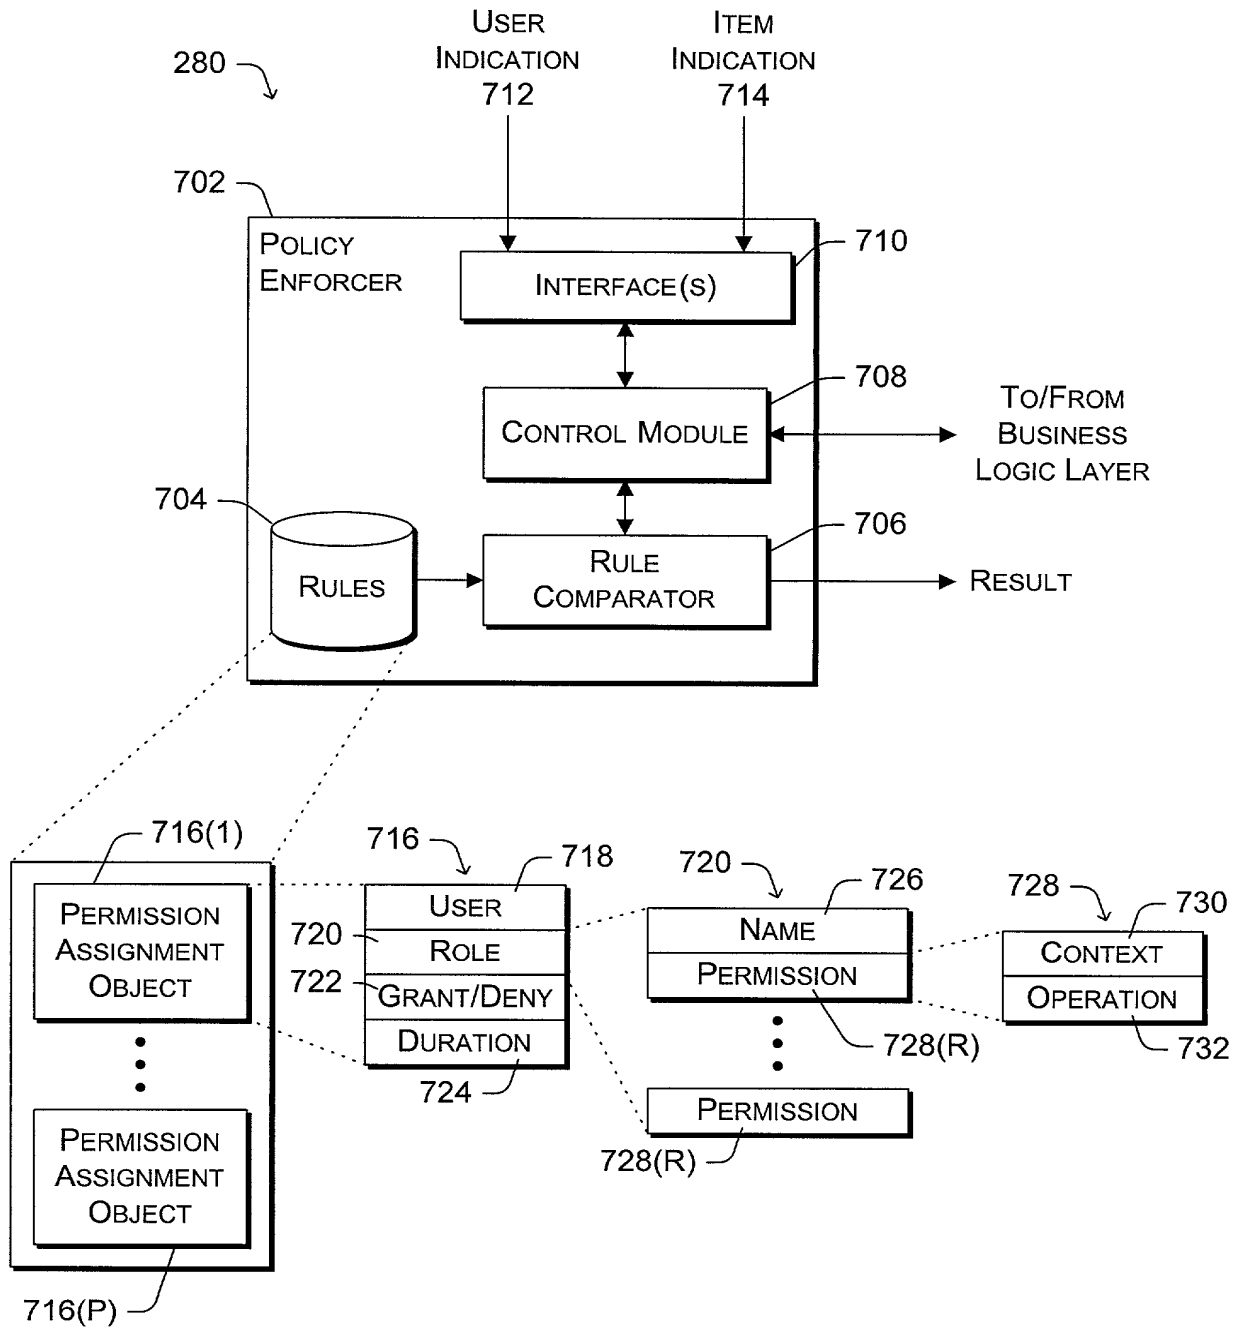 USER
INDICATION
712
ITEM
INDICATION
714
280
702
POLICY
ENFORCER
710
INTERFACE(S)
708
CONTROL MODULE
TO/FROM
BUSINESS
LOGIC LAYER
704
706
RULES
RULE
COMPARATOR
RESULT
716(1)
PERMISSION
ASSIGNMENT
OBJECT
PERMISSION
ASSIGNMENT
OBJECT
716(P)
716
718
USER
720
ROLE
722
GRANT/DENY
DURATION
724
720
726
NAME
PERMISSION
728(R)
PERMISSION
728(R)
728
730
CONTEXT
OPERATION
732